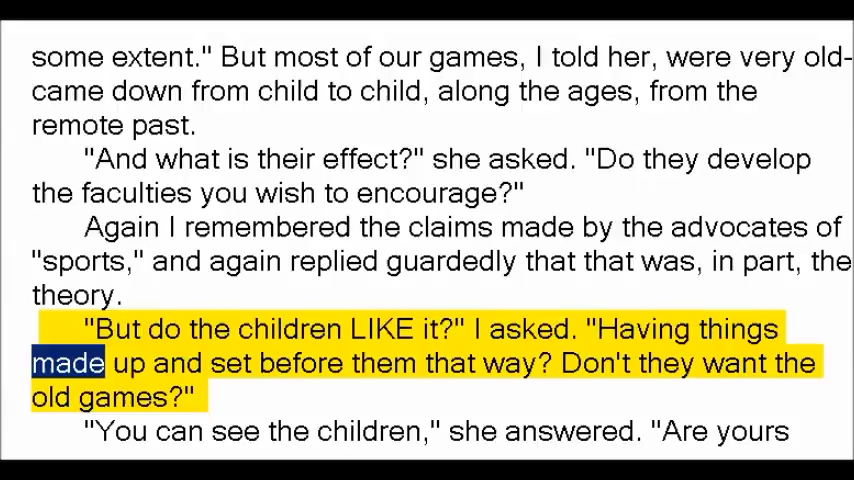 some extent." But most of our games, I told her, were very old-
came down from child to child, along the ages, from the
remote past.
"And what is their effect?" she asked. "Do they develop
the faculties you wish to encourage?"
Again I remembered the claims made by the advocates of
"sports," and again replied guardedly that that was, in part, the
theory.
"But do the children LIKE it?" I asked. "Having things
made up and set before them that way? Don't they want the
old games?"
"You can see the children," she answered. "Are yours